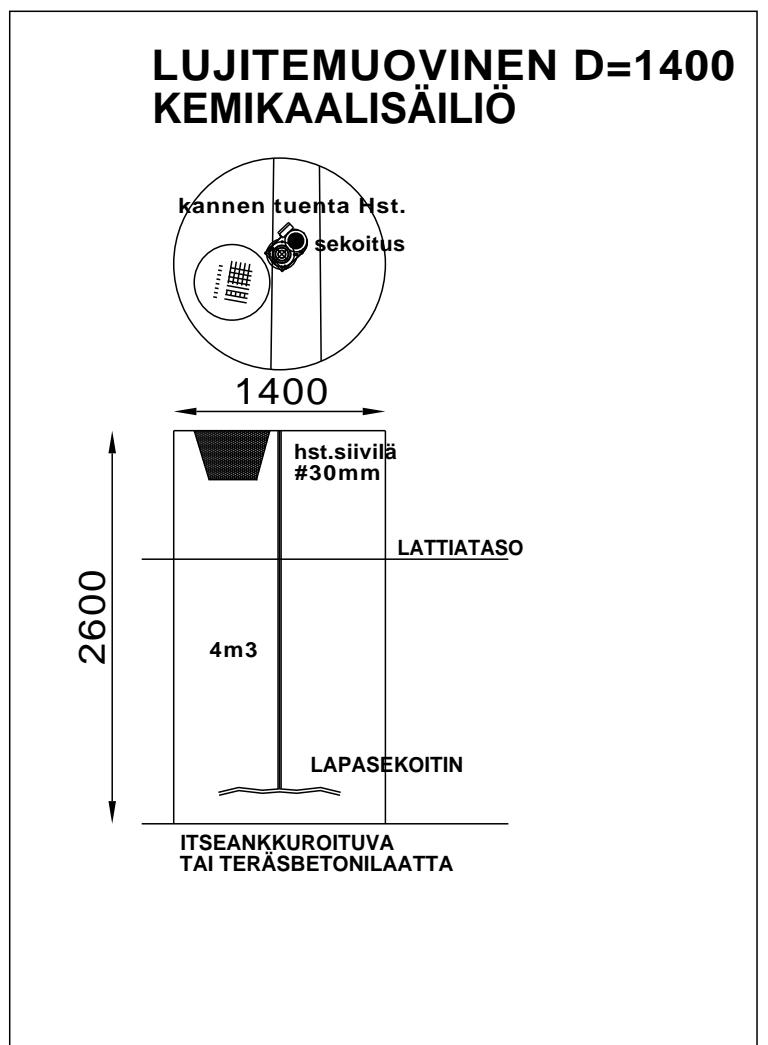 LUJITEMUOVINEN D=1400
KEMIKAALISÄILIÖ
kannen tuenta Hst.
sekoitus
1400
hst.siivilä
#30mm
LATTIATASO
2600
4m3
LAPASEKOITIN
ITSEANKKUROITUVA
TAI TERÄSBETONILAATTA